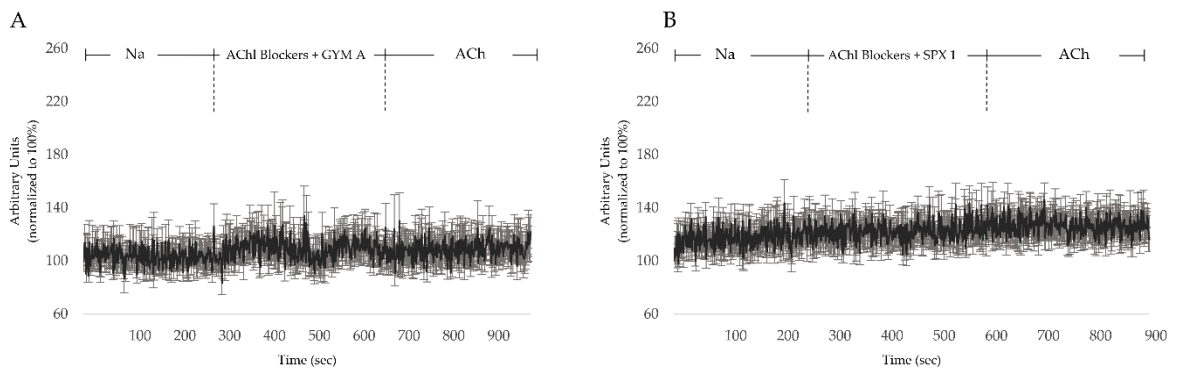 A
260
220
180
140
100
60
Arbitrary Units
(normalized to 100%)
Na
AChI Blockers + GYM A
ACh
100 200 300 400 500 600 700 800 900
Time (sec)
B
260
220
180
140
100
60
Arbitrary Units
(normalized to 100%)
Na
AChI Blockers + SPX 1
ACh
100 200 300 400 500 600 700 800 900
Time (sec)